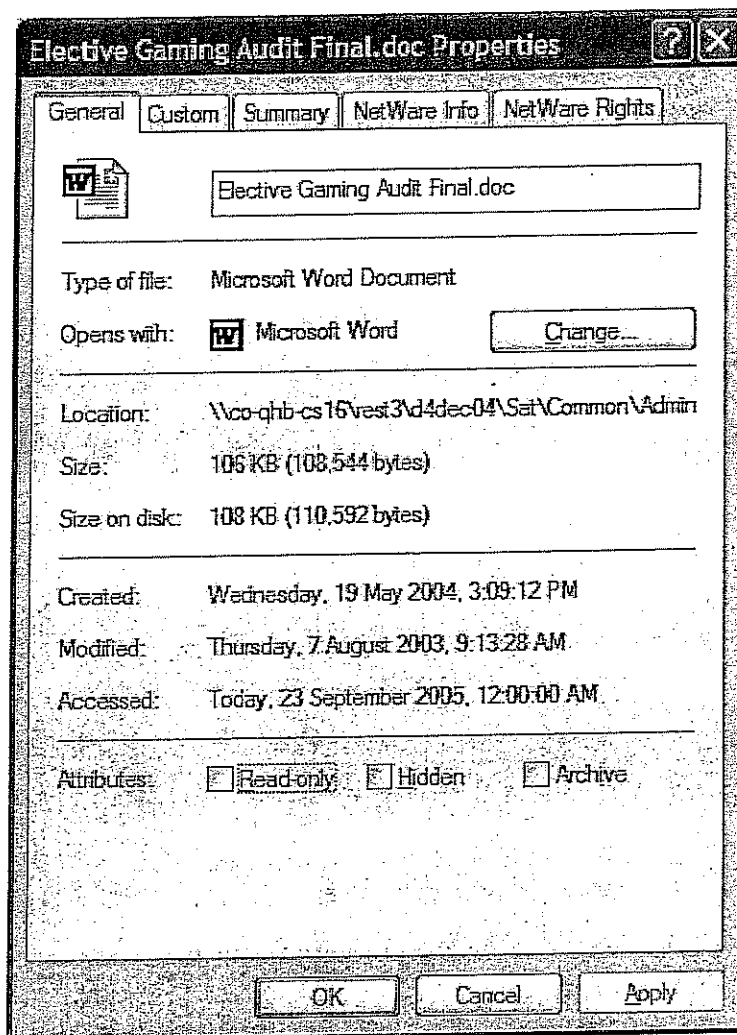 Elective Gaming Audit Final.doc Properties ? X
General Custom Summary NetWare Info NetWare Rights
W Elective Gaming Audit Final.doc
Type of file: Microsoft Word Document
Opens with: W Microsoft Word Change...
Location: \\co-qhb-cs16\vest3\d4dec04\Sat\Common\Admin
Size: 106 KB (108,544 bytes)
Size on disk: 108 KB (110,592 bytes)
Created: Wednesday, 19 May 2004, 3:09:12 PM
Modified: Thursday, 7 August 2003, 9:13:28 AM
Accessed: Today, 23 September 2005, 12:00:00 AM
Attributes: Read-only Hidden Archive
OK Cancel Apply